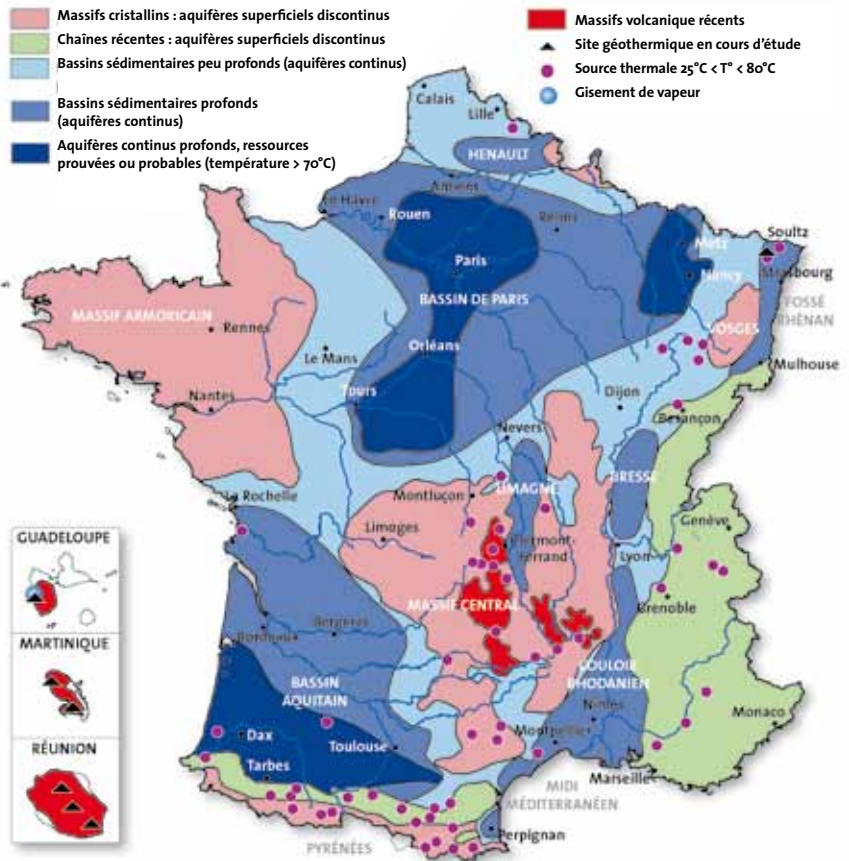 Massifs cristallins : aquifères superficiels discontinus
Chaînes récentes : aquifères superficiels discontinus
Bassins sédimentaires peu profonds (aquifères continus)
Bassins sédimentaires profonds
(aquifères continus)
Aquifères continus profonds, ressources
prouvées ou probables (température > 70°C)
Massifs volcanique récents
Site géothermique en cours d'étude
Source thermale 25°C < T° < 80°C
Gisement de vapeur
Calais
Lille
HENAULT
Amiens
Le Havre
Rouen
Reims
Metz
Soultz
Paris
Nancy
Strasbourg
BASSIN DE PARIS
FOSSÉ
RHÈNAN
MASSIF ARMORICAIN
Rennes
VOSGES
Orléans
Le Mans
Mulhouse
Tours
Dijon
Nantes
Besançon
Nevers
BRESSE
LIMAGNE
La Rochelle
Montluçon
Genève
Limoges
Clermont-
Ferrand
Lyon
GUADELOUPE
MASSIF CENTRAL
Grenoble
Bordeaux
Bergerac
MARTINIQUE
COULOIR
RHODANIEN
BASSIN
AQUITAIN
Nîmes
Monaco
RÉUNION
Dax
Toulouse
Montpellier
Tarbes
Marseille
MIDI
MÉDITERRANÉEN
Perpignan
PYRÉNÉES